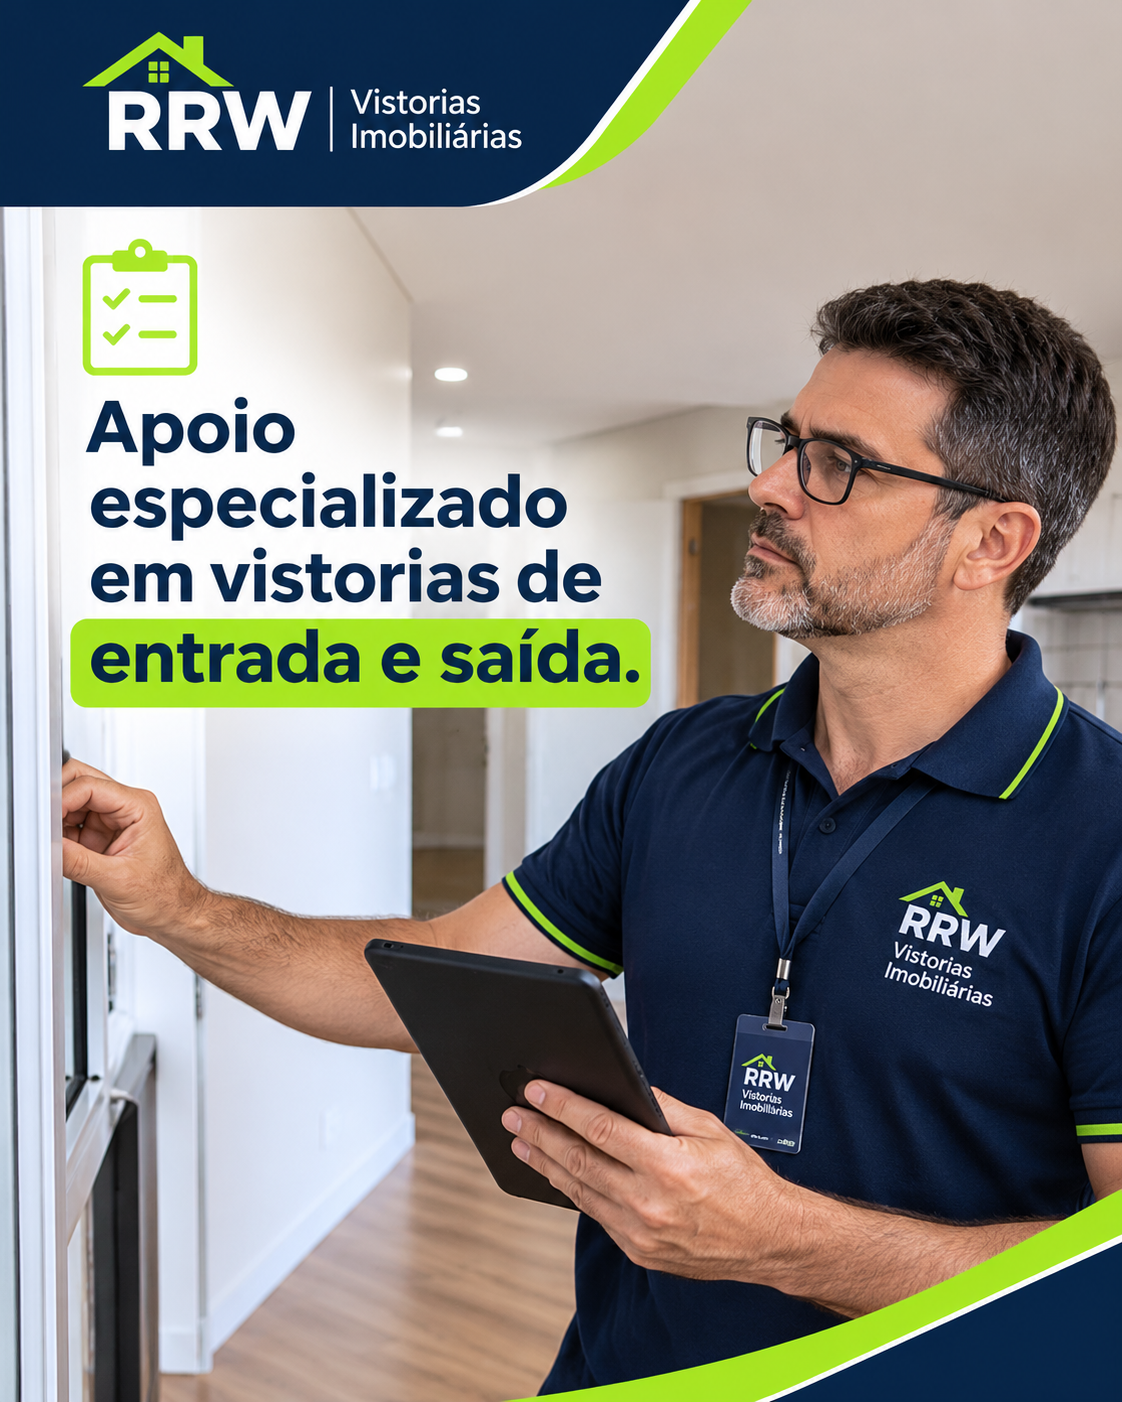 RRW
Vistorias
Imobiliárias
Apoio
especializado
em vistorias de
entrada e saída.
RRW
Vistorias
Imobiliárias
RRW
Vistorias
Imobiliárias